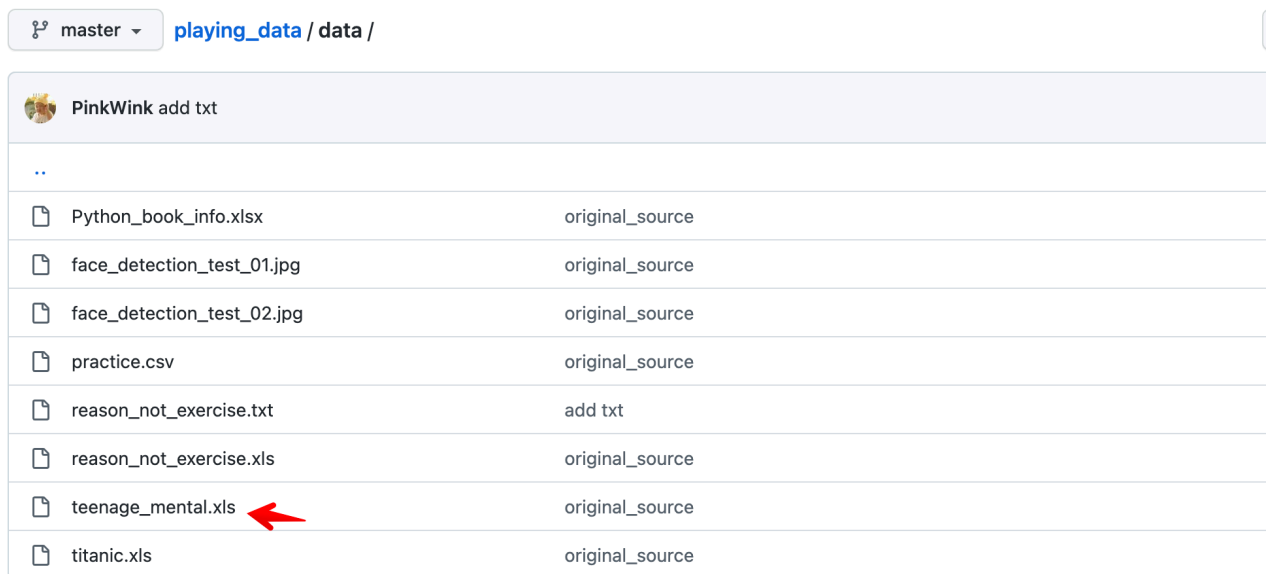 master playing_data / data /
PinkWink add txt
..
Python_book_info.xlsx original_source
face_detection_test_01.jpg original_source
face_detection_test_02.jpg original_source
practice.csv original_source
reason_not_exercise.txt add txt
reason_not_exercise.xls original_source
teenage_mental.xls original_source
titanic.xls original_source